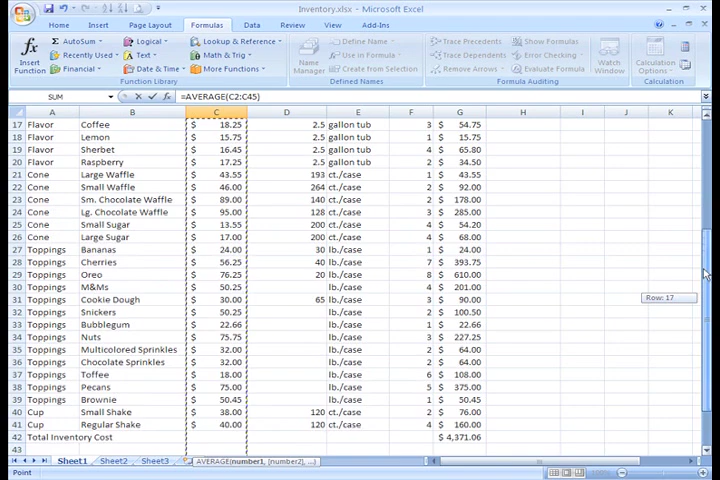 Inventory.xlsx - Microsoft Excel
Home Insert Page Layout Formulas Data Review View Add-Ins
Insert Function
AutoSum
Recently Used
Financial
Logical
Text
Date & Time
Lookup & Reference
Math & Trig
More Functions
Function Library
Name Manager
Define Name
Use in Formula
Create from Selection
Defined Names
Trace Precedents
Trace Dependents
Remove Arrows
Show Formulas
Error Checking
Evaluate Formula
Watch Window
Formula Auditing
Calculation Options
Calculation
SUM =AVERAGE(C2:C45)
A B C D E F G H I J K
17 Flavor Coffee $ 18.25 2.5 gallon tub 3 $ 54.75
18 Flavor Lemon $ 15.75 2.5 gallon tub 1 $ 15.75
19 Flavor Sherbet $ 16.45 2.5 gallon tub 4 $ 65.80
20 Flavor Raspberry $ 17.25 2.5 gallon tub 2 $ 34.50
21 Cone Large Waffle $ 43.55 193 ct./case 1 $ 43.55
22 Cone Small Waffle $ 46.00 264 ct./case 2 $ 92.00
23 Cone Sm. Chocolate Waffle $ 89.00 140 ct./case 2 $ 178.00
24 Cone Lg. Chocolate Waffle $ 95.00 128 ct./case 3 $ 285.00
25 Cone Small Sugar $ 13.55 200 ct./case 4 $ 54.20
26 Cone Large Sugar $ 17.00 200 ct./case 4 $ 68.00
27 Toppings Bananas $ 24.00 30 lb./case 1 $ 24.00
28 Toppings Cherries $ 56.25 40 lb./case 7 $ 393.75
29 Toppings Oreo $ 76.25 20 lb./case 8 $ 610.00
30 Toppings M&Ms $ 50.25 lb./case 4 $ 201.00
31 Toppings Cookie Dough $ 30.00 65 lb./case 3 $ 90.00
32 Toppings Snickers $ 50.25 lb./case 2 $ 100.50
33 Toppings Bubblegum $ 22.66 lb./case 1 $ 22.66
34 Toppings Nuts $ 75.75 lb./case 3 $ 227.25
35 Toppings Multicolored Sprinkles $ 32.00 lb./case 2 $ 64.00
36 Toppings Chocolate Sprinkles $ 32.00 lb./case 2 $ 64.00
37 Toppings Toffee $ 18.00 lb./case 6 $ 108.00
38 Toppings Pecans $ 75.00 lb./case 5 $ 375.00
39 Toppings Brownie $ 50.45 lb./case 1 $ 50.45
40 Cup Small Shake $ 38.00 120 ct./case 2 $ 76.00
41 Cup Regular Shake $ 40.00 120 ct./case 4 $ 160.00
42 Total Inventory Cost $ 4,371.06
43
Row: 17
Sheet1 Sheet2 Sheet3
AVERAGE(number1, [number2], ...)
Point